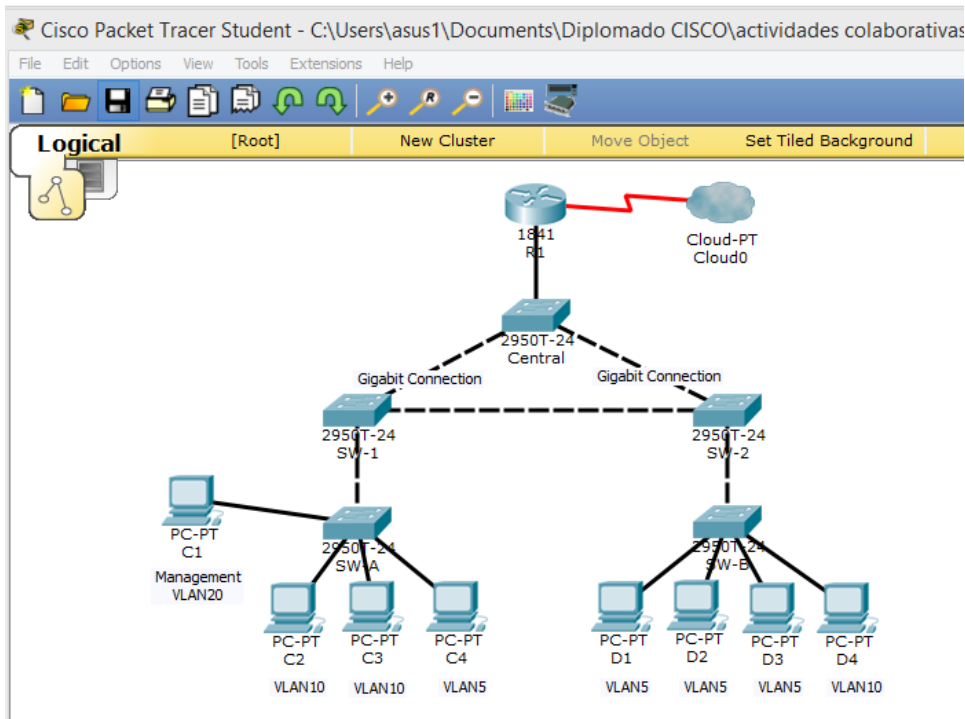 Cisco Packet Tracer Student - C:\Users\asus1\Documents\Diplomado CISCO\actividades colaborativas
File Edit Options View Tools Extensions Help
Logical [Root] New Cluster Move Object Set Tiled Background
1841
R1
Cloud-PT
Cloud0
2950T-24
Central
Gigabit Connection
Gigabit Connection
2950T-24
SW-1
2950T-24
SW-2
PC-PT
C1
Management
VLAN20
2950T-24
SW-A
2950T-24
SW-B
PC-PT
C2
VLAN10
PC-PT
C3
VLAN10
PC-PT
C4
VLAN5
PC-PT
D1
VLAN5
PC-PT
D2
VLAN5
PC-PT
D3
VLAN5
PC-PT
D4
VLAN10